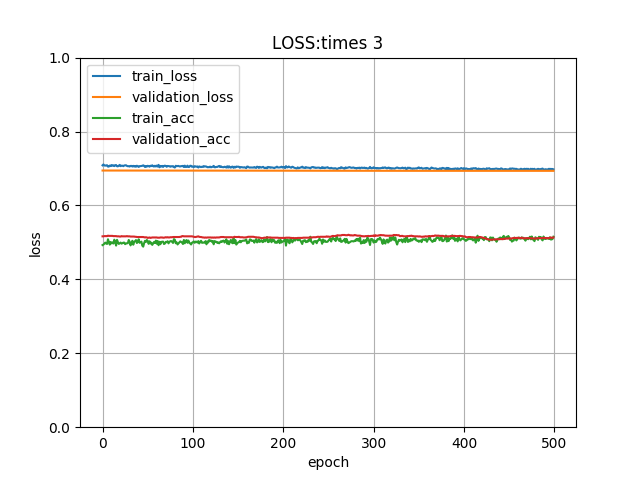 LOSS:times 3
1.0
0.8
0.6
0.4
0.2
0.0
loss
train_loss
validation_loss
train_acc
validation_acc
0 100 200 300 400 500
epoch